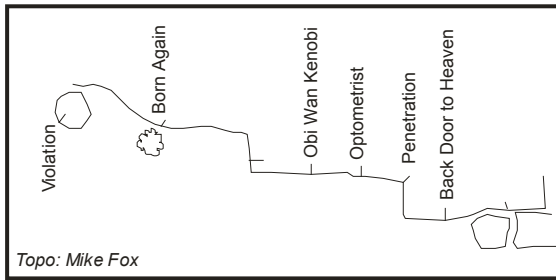 Violation
Born Again
Obi Wan Kenobi
Optometrist
Penetration
Back Door to Heaven
Topo: Mike Fox